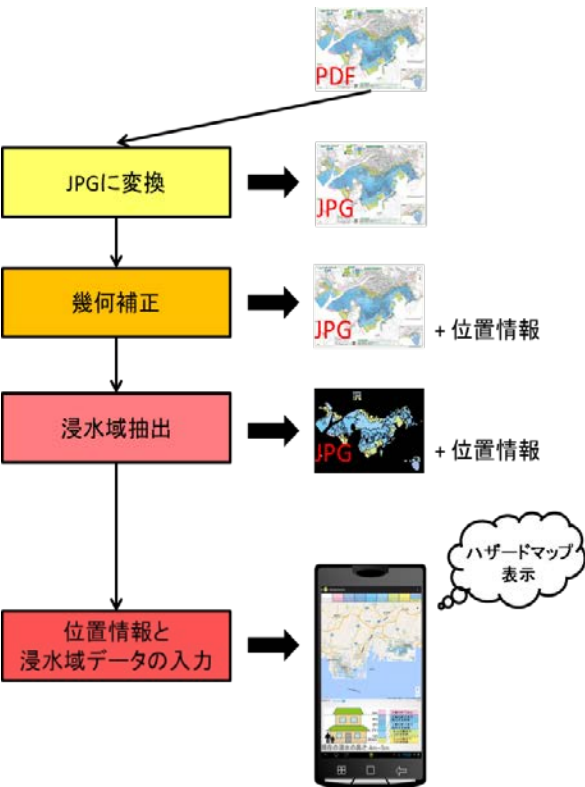 PDF
JPGに変換
JPG
幾何補正
JPG
+ 位置情報
浸水域抽出
JPG
+ 位置情報
ハザードマップ
表示
位置情報と
浸水域データの入力